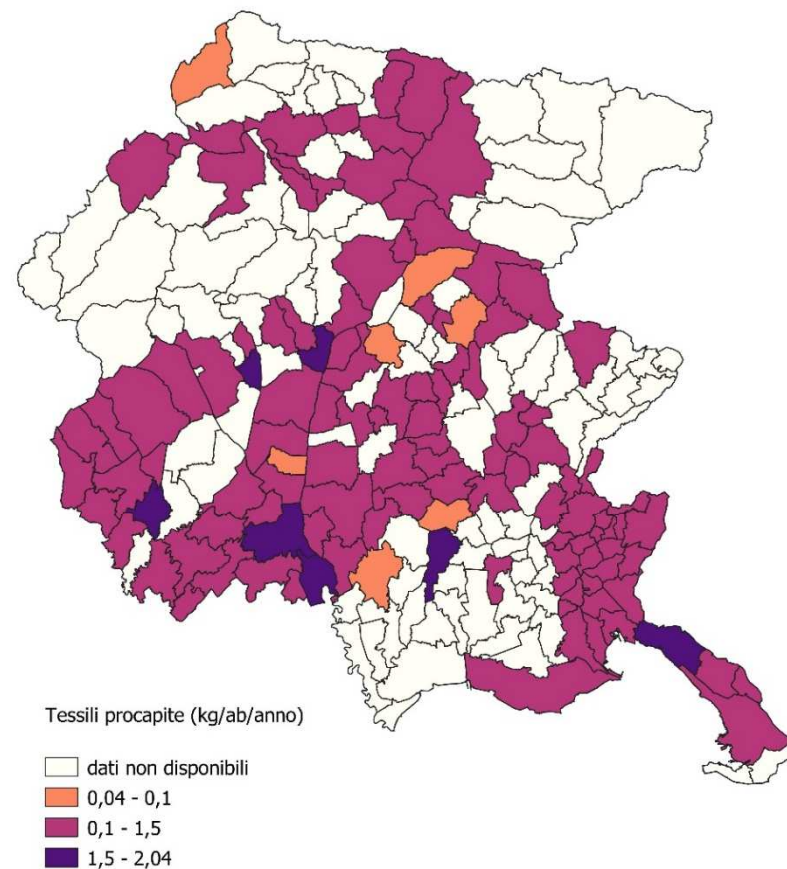 Tessili procapite (kg/ab/anno)
dati non disponibili
0,04 - 0,1
0,1 - 1,5
1,5 - 2,04